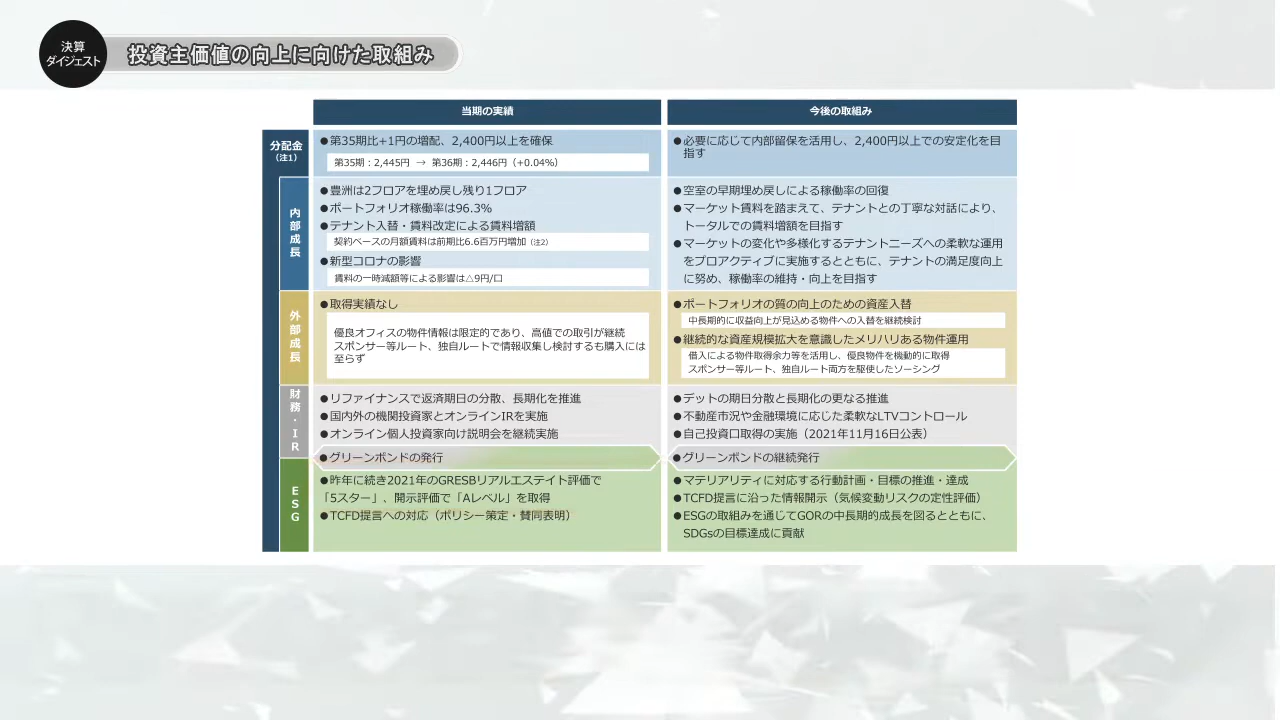 決算
ダイジェスト
投資主価値の向上に向けた取組み
当期の実績
今後の取組み
分配金
（注1）
●第35期比+1円の増配、2,400円以上を確保
第35期：2,445円 → 第36期：2,446円（+0.04%）
●必要に応じて内部留保を活用し、2,400円以上での安定化を目
指す
内部成長
●豊洲は2フロアを埋め戻し残り1フロア
●ポートフォリオ稼働率は96.3%
●テナント入替・賃料改定による賃料増額
契約ベースの月額賃料は前期比6.6百万円増加（注2）
●新型コロナの影響
賃料の一時減額等による影響は△9円/口
●空室の早期埋め戻しによる稼働率の回復
●マーケット賃料を踏まえて、テナントとの丁寧な対話により、
トータルでの賃料増額を目指す
●マーケットの変化や多様化するテナントニーズへの柔軟な運用
をプロアクティブに実施するとともに、テナントの満足度向上
に努め、稼働率の維持・向上を目指す
外部成長
●取得実績なし
優良オフィスの物件情報は限定的であり、高値での取引が継続
スポンサー等ルート、独自ルートで情報収集し検討するも購入には
至らず
●ポートフォリオの質の向上のための資産入替
中長期的に収益向上が見込める物件への入替を継続検討
●継続的な資産規模拡大を意識したメリハリある物件運用
借入による物件取得余力等を活用し、優良物件を機動的に取得
スポンサー等ルート、独自ルート両方を駆使したソーシング
財務・IR
●リファイナンスで返済期日の分散、長期化を推進
●国内外の機関投資家とオンラインIRを実施
●オンライン個人投資家向け説明会を継続実施
●デットの期日分散と長期化の更なる推進
●不動産市況や金融環境に応じた柔軟なLTVコントロール
●自己投資口取得の実施（2021年11月16日公表）
●グリーンボンドの発行
●グリーンボンドの継続発行
ESG
●昨年に続き2021年のGRESBリアルエステイト評価で
「5スター」、開示評価で「Aレベル」を取得
●TCFD提言への対応（ポリシー策定・賛同表明）
●マテリアリティに対応する行動計画・目標の推進・達成
●TCFD提言に沿った情報開示（気候変動リスクの定性評価）
●ESGの取組みを通じてGORの中長期的成長を図るとともに、
SDGsの目標達成に貢献